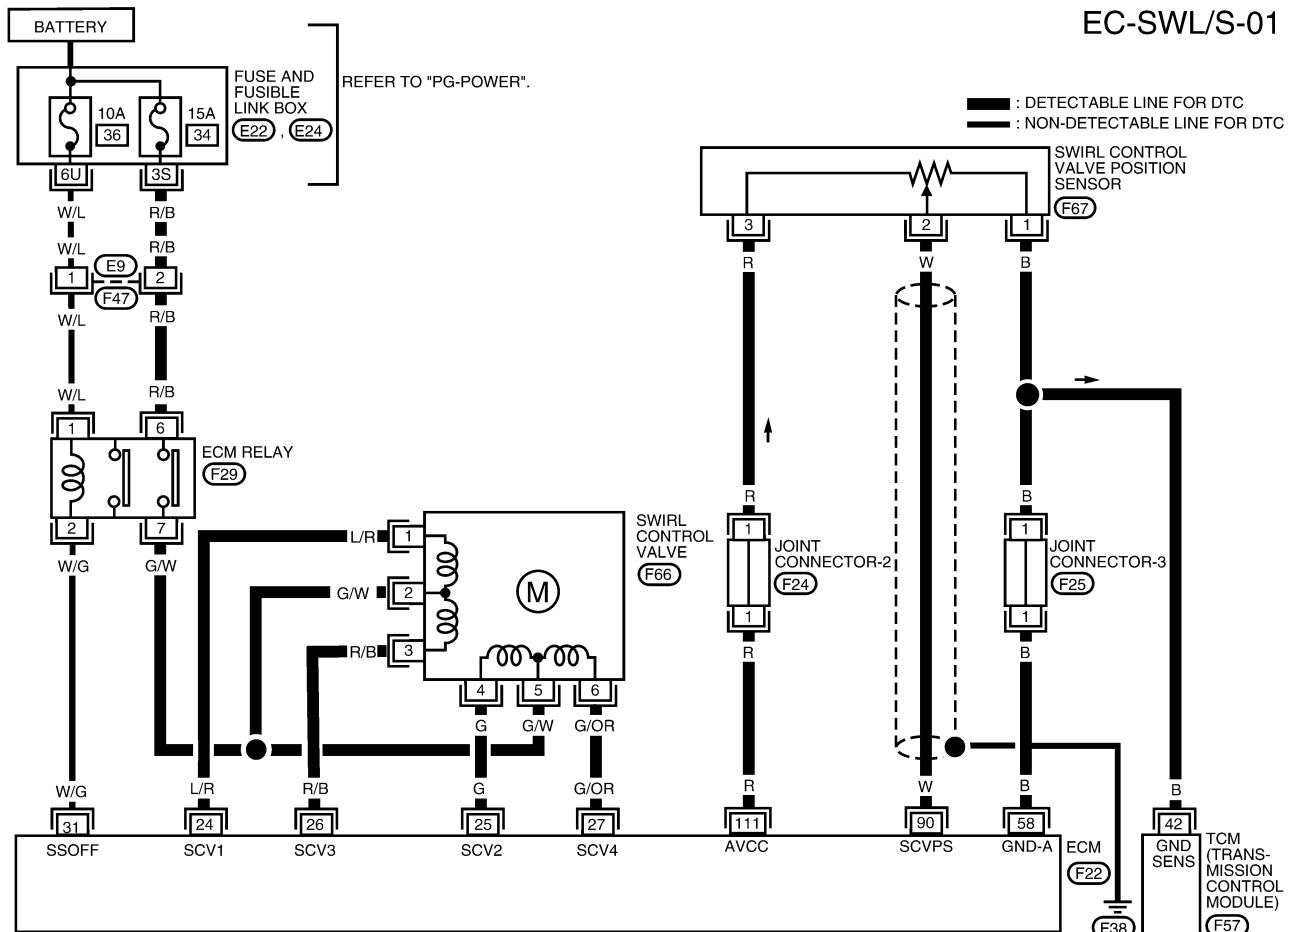 EC-SWL/S-01
BATTERY
FUSE AND
FUSIBLE
LINK BOX
E22 , E24
REFER TO "PG-POWER".
10A
36
15A
34
: DETECTABLE LINE FOR DTC
: NON-DETECTABLE LINE FOR DTC
SWIRL CONTROL
VALVE POSITION
SENSOR
F67
6U 3S
W/L R/B
W/L R/B
E9
1 2
F47
W/L R/B
W/L R/B
1 6
ECM RELAY
F29
2 7
W/G G/W
3 2 1
R W B
L/R 1
G/W 2
R/B 3
M
SWIRL
CONTROL
VALVE
F66
4 5 6
G G/W G/OR
R B
1 1
JOINT
CONNECTOR-2
F24
JOINT
CONNECTOR-3
F25
1 1
R B
W/G L/R R/B G G/OR R W B B
31 24 26 25 27 111 90 58 42
SSOFF SCV1 SCV3 SCV2 SCV4 AVCC SCVPS GND-A
ECM
F22
F38
GND
SENS
TCM
(TRANS-
MISSION
CONTROL
MODULE)
F57